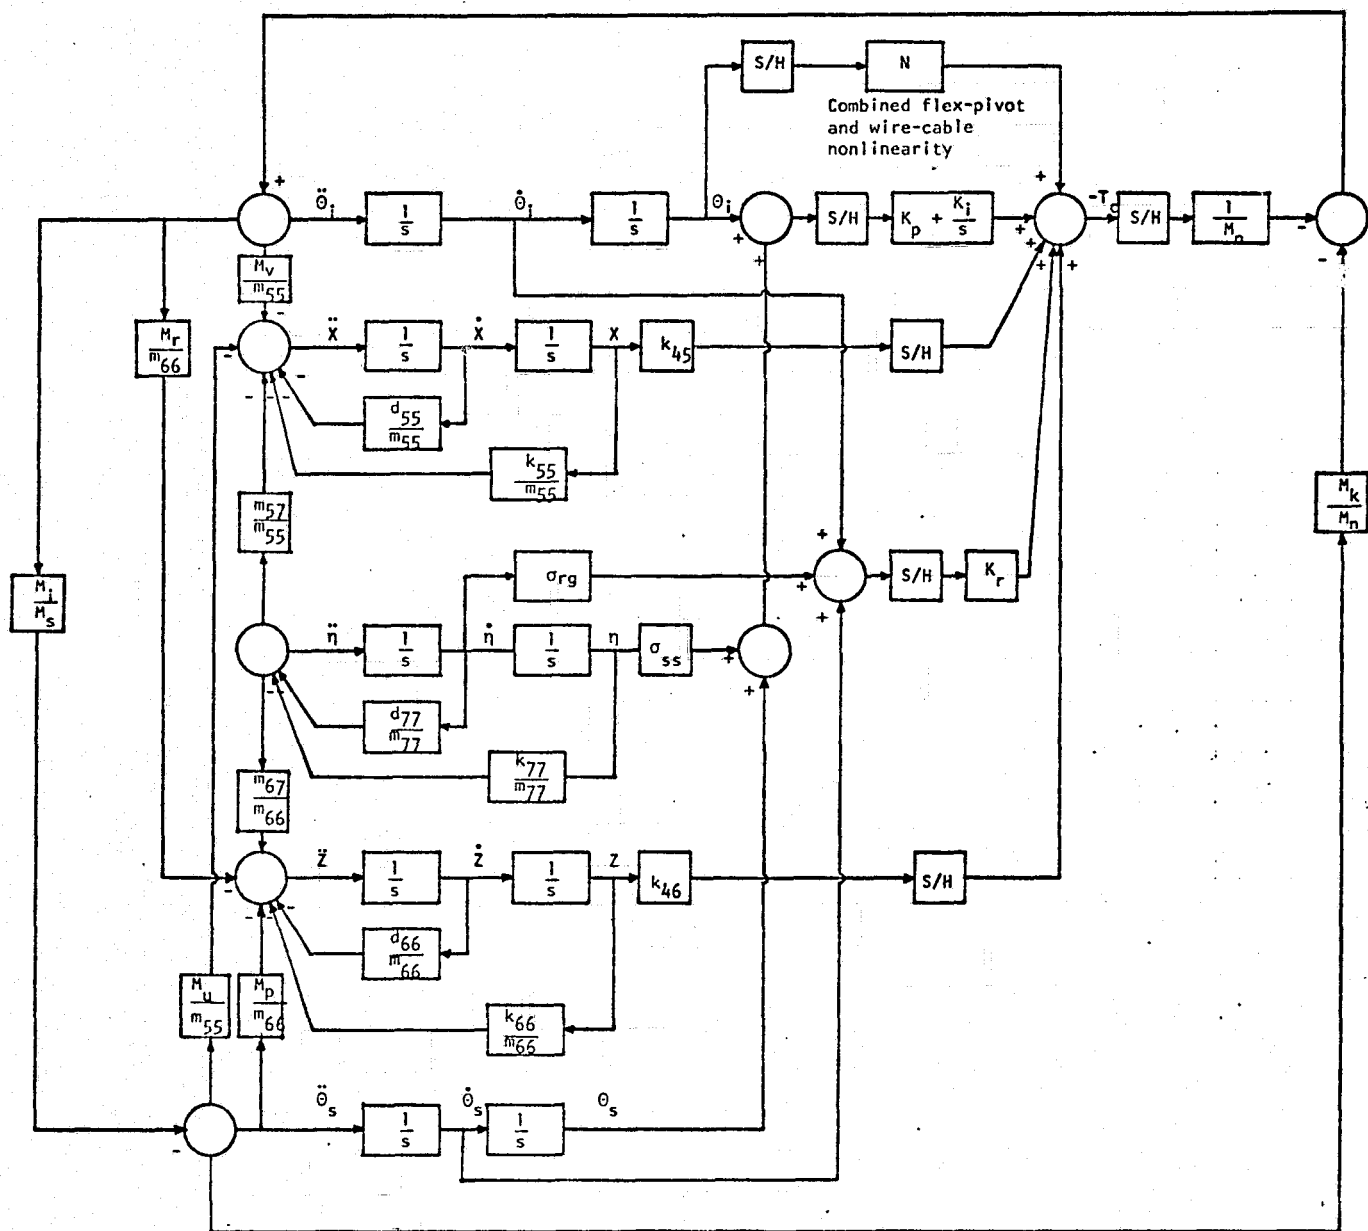 S/H
N
Combined flex-pivot
and wire-cable
nonlinearity
+
+
Θ̈i
1/s
Θ̇i
1/s
Θi
+
+
S/H
Kp + Ki/s
+
+
+
+
-Tc
S/H
1/Mn
-
-
Mv/m55
-
Mr/m66
-
Ẍ
1/s
Ẋ
1/s
X
k45
S/H
-
- - -
d55/m55
k55/m55
m57/m55
Mk/Mn
+
+
+
σrg
S/H
Kr
Mi/Ms
η̈
1/s
η̇
1/s
η
σss
+
+
- -
d77/m77
k77/m77
m67/m66
-
Z̈
1/s
Ż
1/s
Z
k46
S/H
- - -
d66/m66
Mu/m55
Mp/m66
k66/m66
Θ̈s
1/s
Θ̇s
1/s
Θs
-